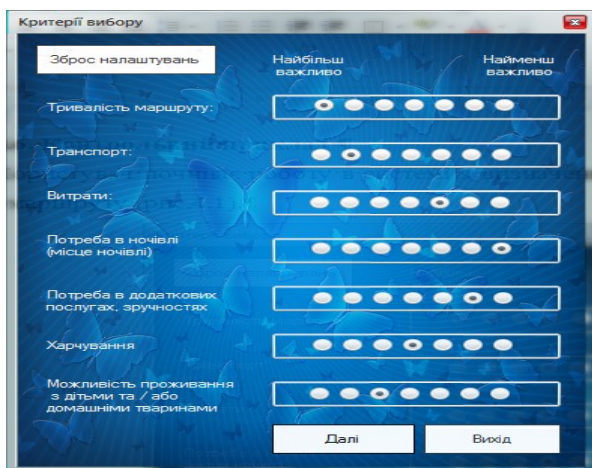 Критерії вибору
Зброс налаштувань
Найбільш
важливо
Найменш
важливо
Тривалість маршруту:
Транспорт:
Витрати:
Потреба в ночівлі
(місце ночівлі)
Потреба в додаткових
послугах, зручностях
Харчування
Можливість проживання
з дітьми та / або
домашніми тваринами
Далі
Вихід